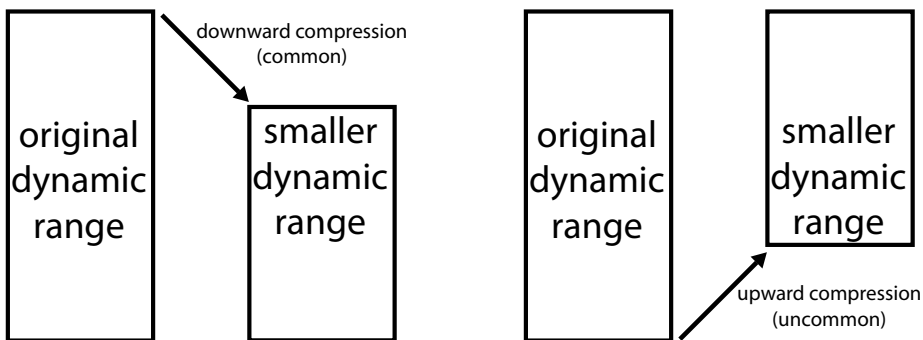 original
dynamic
range
downward compression
(common)
smaller
dynamic
range
original
dynamic
range
smaller
dynamic
range
upward compression
(uncommon)